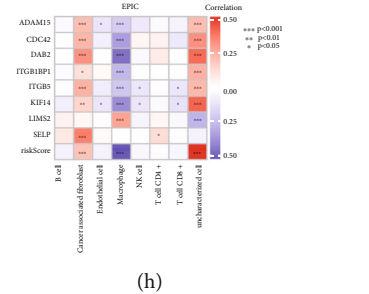 EPIC
Correlation
ADAM15 *** * *** ***
CDC42 *** *** ** ***
DAB2 *** *** ***
ITGB1BP1 * *** ***
ITGB5 *** *** * * ***
KIF14 ** * *** * * ***
LIMS2 *** ***
SELP *** *
riskScore *** *** ***
B cell
Cancer associated fibroblast
Endothelial cell
Macrophage
NK cell
T cell CD4 +
T cell CD8 +
uncharacterized cell
0.50
0.25
0.00
0.25
0.50
*** p<0.001
** p<0.01
* p<0.05
(h)